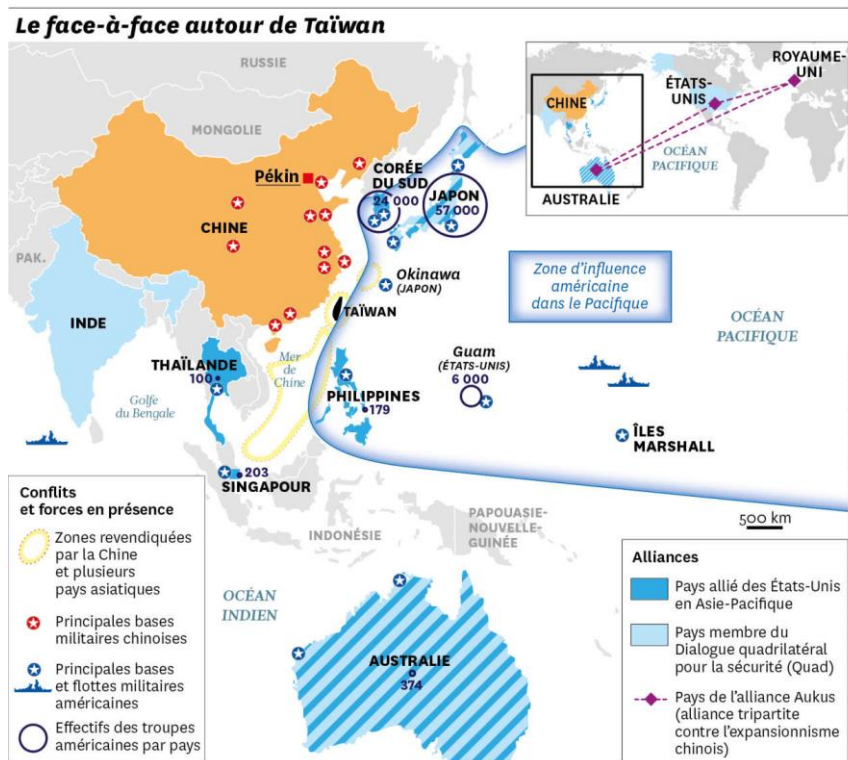 Le face-à-face autour de Taïwan
RUSSIE
MONGOLIE
Pékin
CHINE
PAK.
INDE
CORÉE
DU SUD
24 000
JAPON
57 000
Okinawa
(JAPON)
TAÏWAN
Mer
de
Chine
THAÏLANDE
100
Golfe
du Bengale
PHILIPPINES
179
Guam
(ÉTATS-UNIS)
6 000
203
SINGAPOUR
INDONÉSIE
PAPOUASIE-
NOUVELLE-
GUINÉE
ÎLES
MARSHALL
Zone d'influence
américaine
dans le Pacifique
OCÉAN
PACIFIQUE
500 km
OCÉAN
INDIEN
AUSTRALIE
374
CHINE
ÉTATS-
UNIS
ROYAUME-
UNI
OCÉAN
PACIFIQUE
AUSTRALIE
Conflits
et forces en présence
Zones revendiquées
par la Chine
et plusieurs
pays asiatiques
Principales bases
militaires chinoises
Principales bases
et flottes militaires
américaines
Effectifs des troupes
américaines par pays
Alliances
Pays allié des États-Unis
en Asie-Pacifique
Pays membre du
Dialogue quadrilatéral
pour la sécurité (Quad)
Pays de l'alliance Aukus
(alliance tripartite
contre l'expansionnisme
chinois)